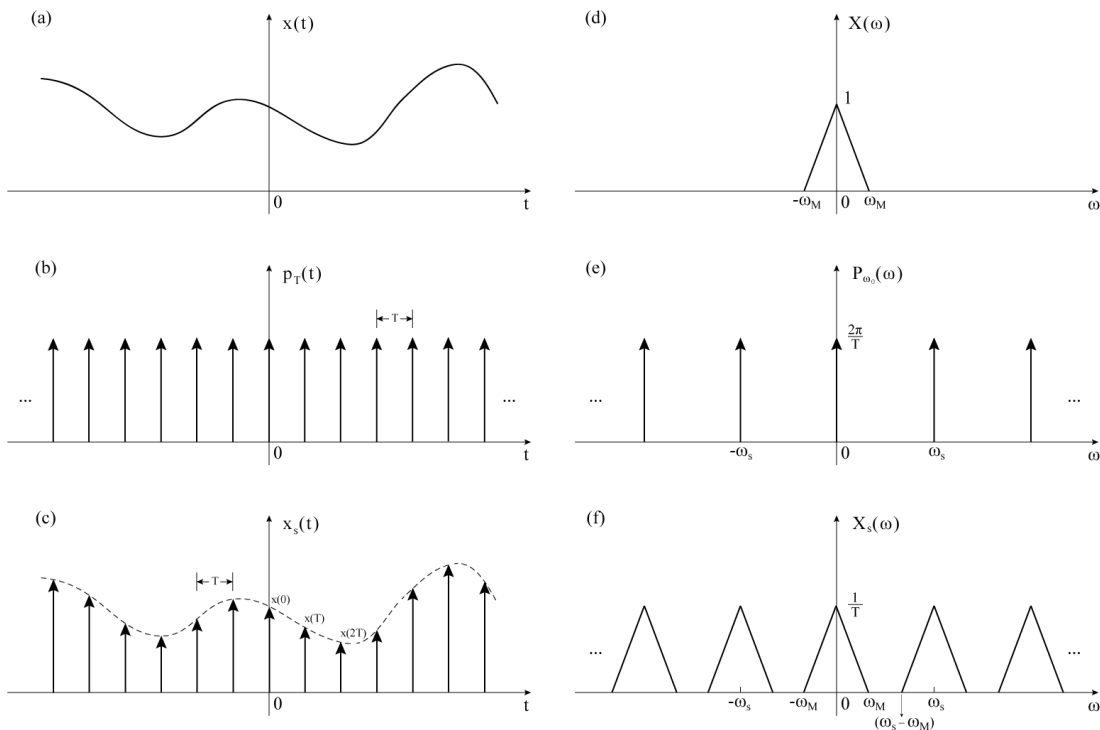 (a)
x(t)
0
t
(d)
X(ω)
1
-ω_M
0
ω_M
ω
(b)
p_T(t)
T
...
...
0
t
(e)
P_ω₀(ω)
2π/T
...
...
-ω_s
0
ω_s
ω
(c)
x_s(t)
T
x(0)
x(T)
x(2T)
0
t
(f)
X_s(ω)
1/T
...
...
-ω_s
-ω_M
0
ω_M
ω_s
ω
(ω_s – ω_M)